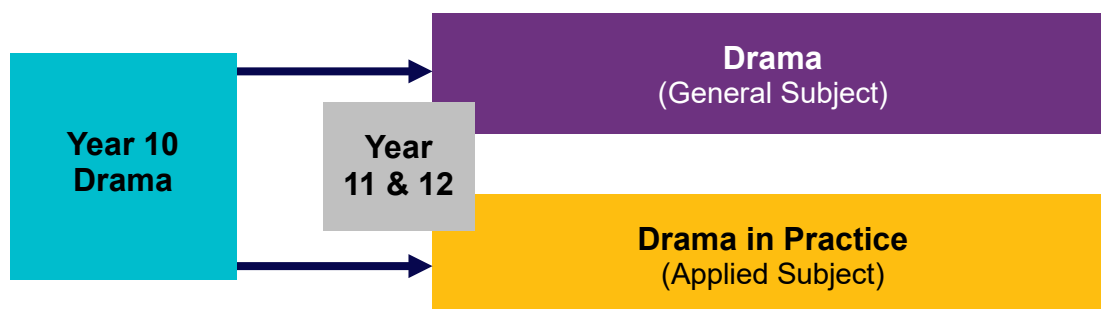 Year 10
Drama
Year
11 & 12
Drama
(General Subject)
Drama in Practice
(Applied Subject)